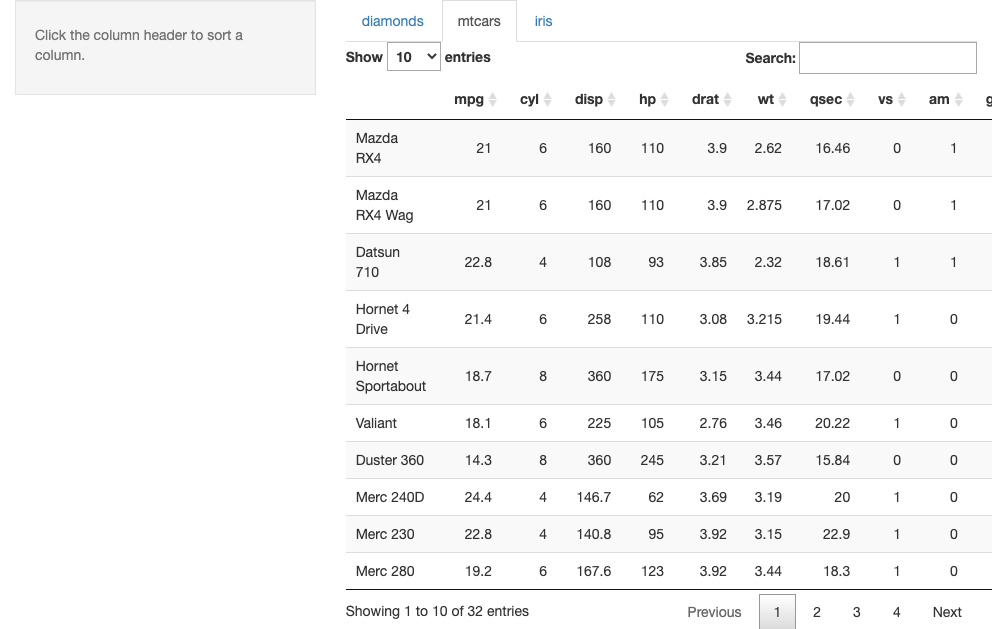 Click the column header to sort a
column.
diamonds mtcars iris
Show 10 entries Search:
mpg cyl disp hp drat wt qsec vs am g
Mazda
RX4 21 6 160 110 3.9 2.62 16.46 0 1
Mazda
RX4 Wag 21 6 160 110 3.9 2.875 17.02 0 1
Datsun
710 22.8 4 108 93 3.85 2.32 18.61 1 1
Hornet 4
Drive 21.4 6 258 110 3.08 3.215 19.44 1 0
Hornet
Sportabout 18.7 8 360 175 3.15 3.44 17.02 0 0
Valiant 18.1 6 225 105 2.76 3.46 20.22 1 0
Duster 360 14.3 8 360 245 3.21 3.57 15.84 0 0
Merc 240D 24.4 4 146.7 62 3.69 3.19 20 1 0
Merc 230 22.8 4 140.8 95 3.92 3.15 22.9 1 0
Merc 280 19.2 6 167.6 123 3.92 3.44 18.3 1 0
Showing 1 to 10 of 32 entries Previous 1 2 3 4 Next